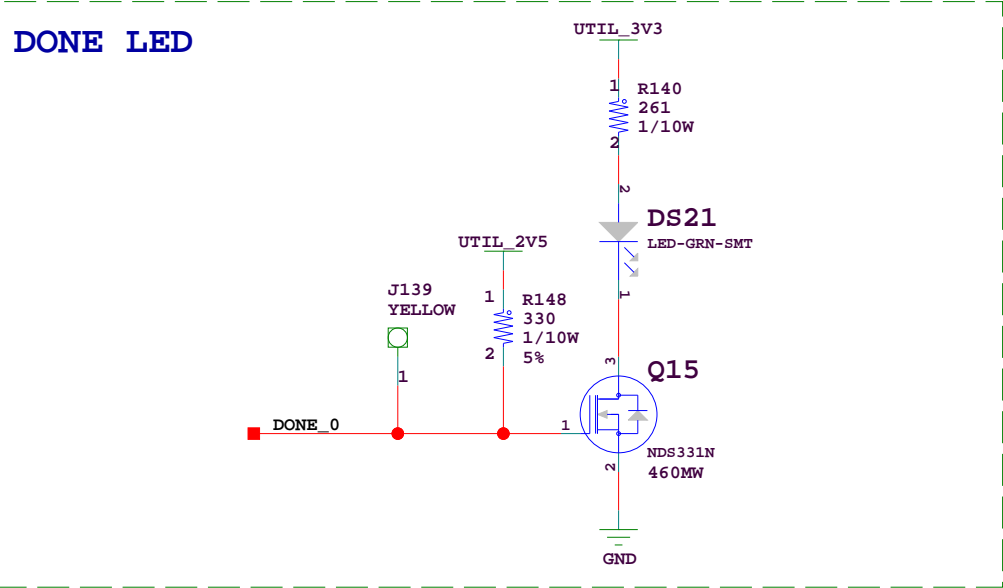 DONE LED
UTIL_3V3
1
R140
261
1/10W
2
2
DS21
LED-GRN-SMT
1
UTIL_2V5
1
R148
330
1/10W
2
5%
J139
YELLOW
1
DONE_0
1
3
Q15
NDS331N
460MW
2
GND